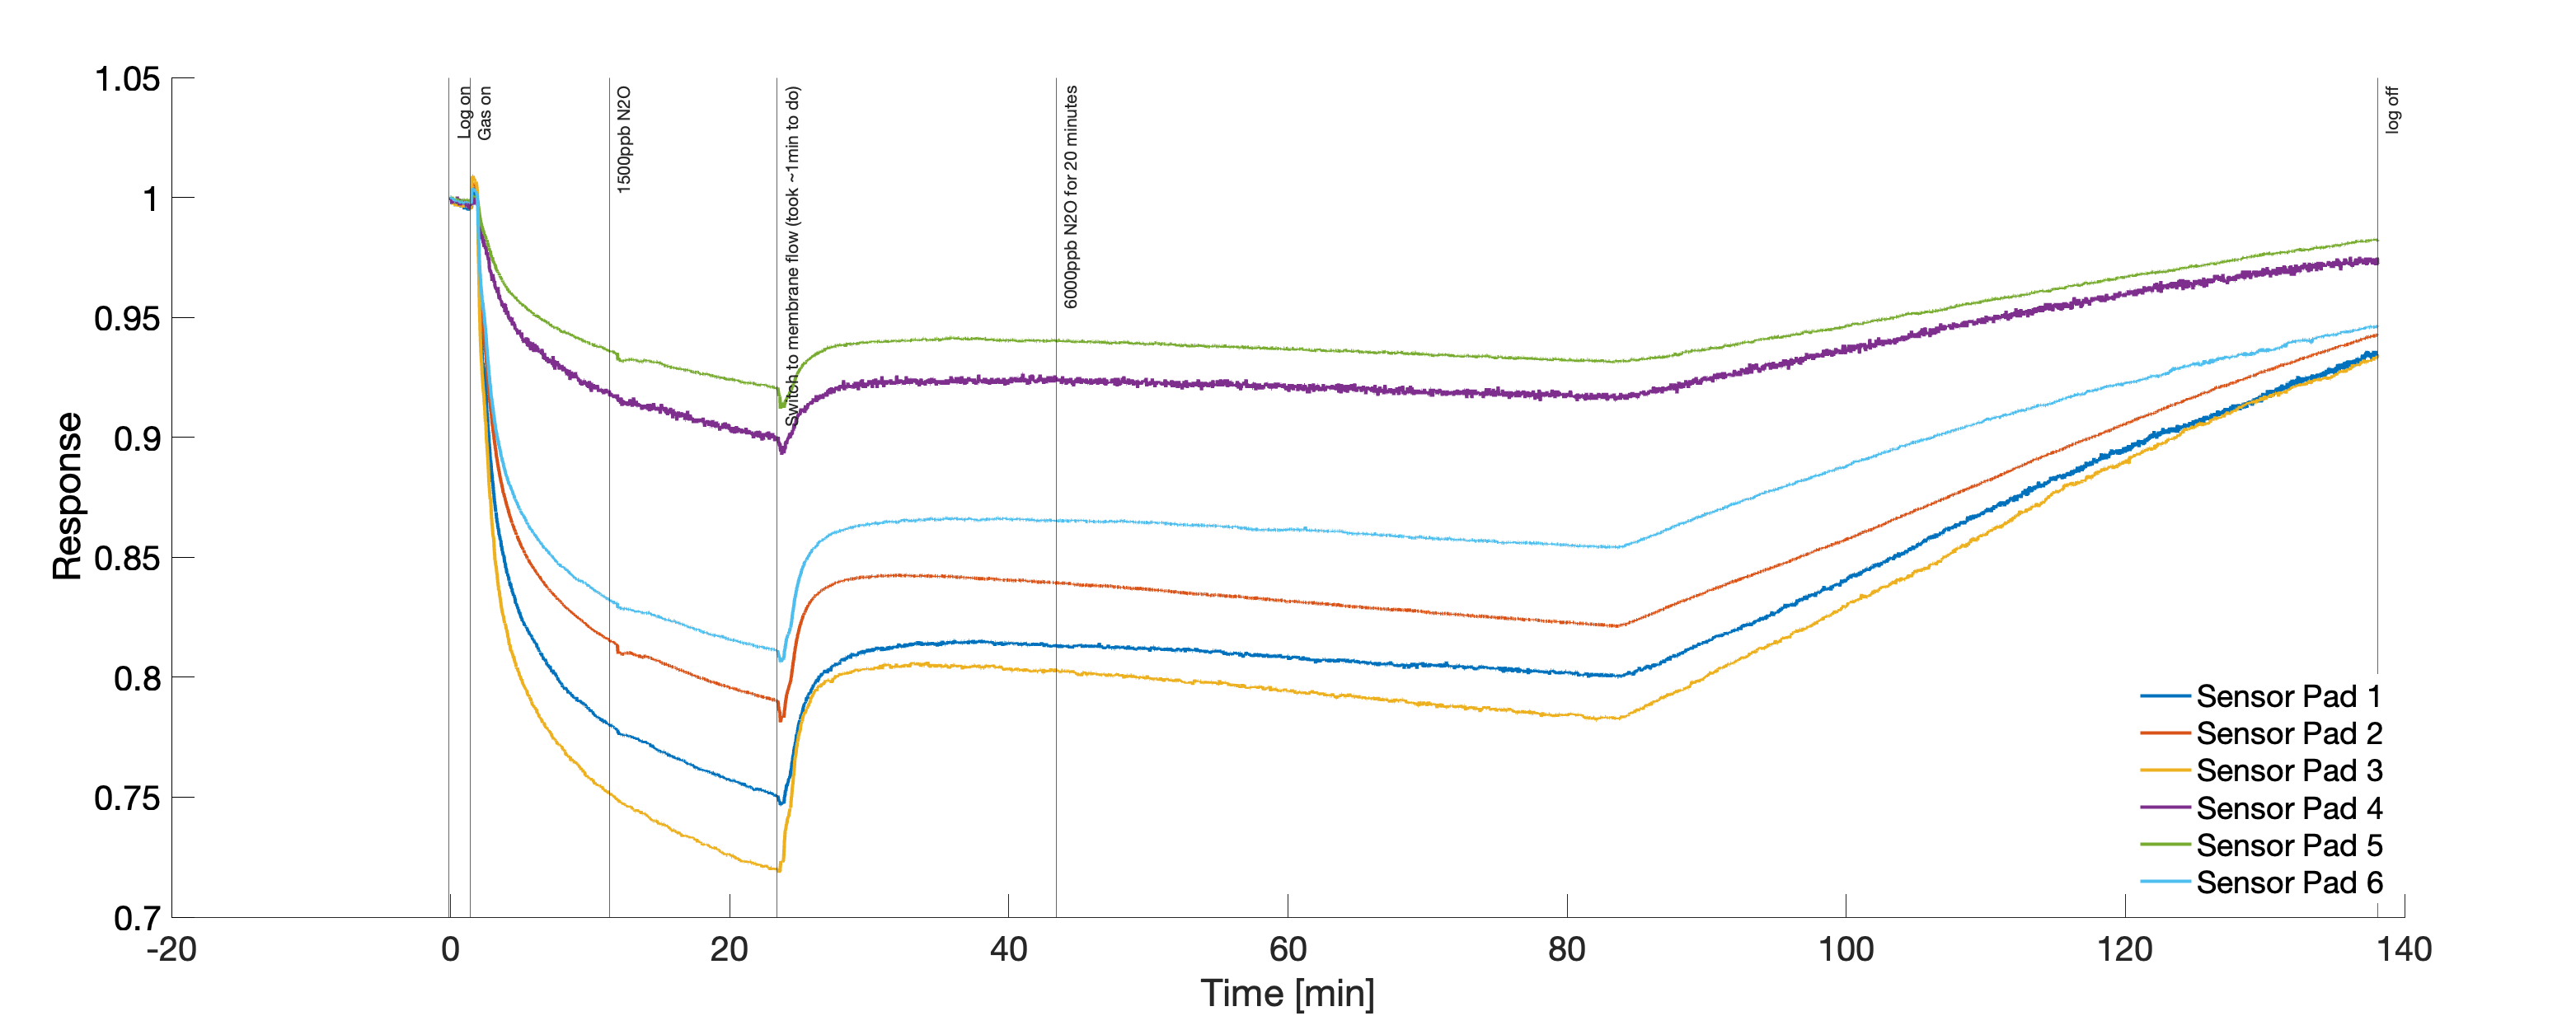 1.05
1
0.95
0.9
0.85
0.8
0.75
0.7
Response
-20
0
20
40
60
80
100
120
140
Time [min]
Log on
Gas on
1500ppb N2O
Switch to membrane flow (took ~1min to do)
6000ppb N2O for 20 minutes
log off
Sensor Pad 1
Sensor Pad 2
Sensor Pad 3
Sensor Pad 4
Sensor Pad 5
Sensor Pad 6